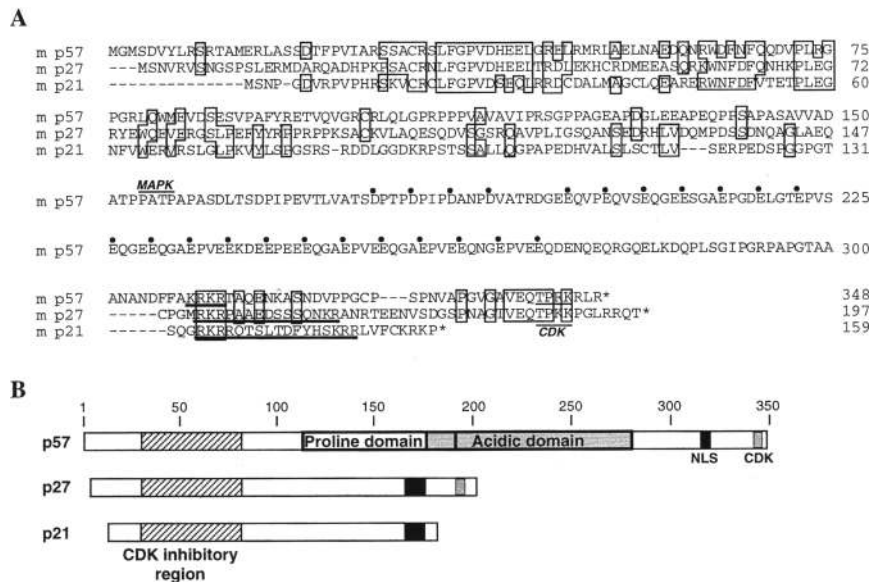 A
m p57 MGMSDVYLRSRTAMERLASSDTFPVIARSSACRSLFGPVDHEELGRELRMRLAELNAEDQNRWDFNFQQDVPLRG 75
m p27 ---MSNVRVSNGSPSLERMDARQADHPKPSACRNLFGPVNHEELTRDLEKHCRDMEEASQRKWNFDFQNHKPLEG 72
m p21 --------------MSNP-GDVRPVPHRSKVCRCLFGPVDSEQLRRDCDALMAGCLQEARERWNFDFVTETPLEG 60
m p57 PGRLQWMEVDSESVPAFYRETVQVGRCRLQLGPRPPPVAVAVIPRSGPPAGEAPDGLEEAPEQPPSAPASAVVAD 150
m p27 RYEWQEVERGSLPEFYYRPPRPPKSACKVLAQESQDVSGSRQAVPLIGSQANSEDRHLVDQMPDSSDNQAGLAEQ 147
m p21 NFVWERVRSLGLPKVYLSPGSRS-RDDLGGDKRPSTSSALLQGPAPEDHVALSLSCTLV---SERPEDSPGGPGT 131
MAPK
m p57 ATPPATPAPASDLTSDPIPEVTLVATSDPTPDPIPDANPDVATRDGEEQVPEQVSEQGEESGAEPGDELGTEPVS 225
m p57 EQGEEQGAEPVEEKDEEPEEEQGAEPVEEQGAEPVEEQNGEPVEEQDENQEQRGQELKDQPLSGIPGRPAPGTAA 300
m p57 ANANDFFAKRKRTAQENKASNDVPPGCP---SPNVAPGVGAVEQTPRKRLR* 348
m p27 -----CPGMRKRPAAEDSSSQNKRANRTEENVSDGSPNAGTVEQTPKKPGLRRQT* 197
m p21 ------SQGRKRRQTSLTDFYHSKRRLVFCKRKP* 159
CDK
B
1 50 100 150 200 250 300 350
p57 Proline domain Acidic domain
NLS CDK
p27
p21
CDK inhibitory
region